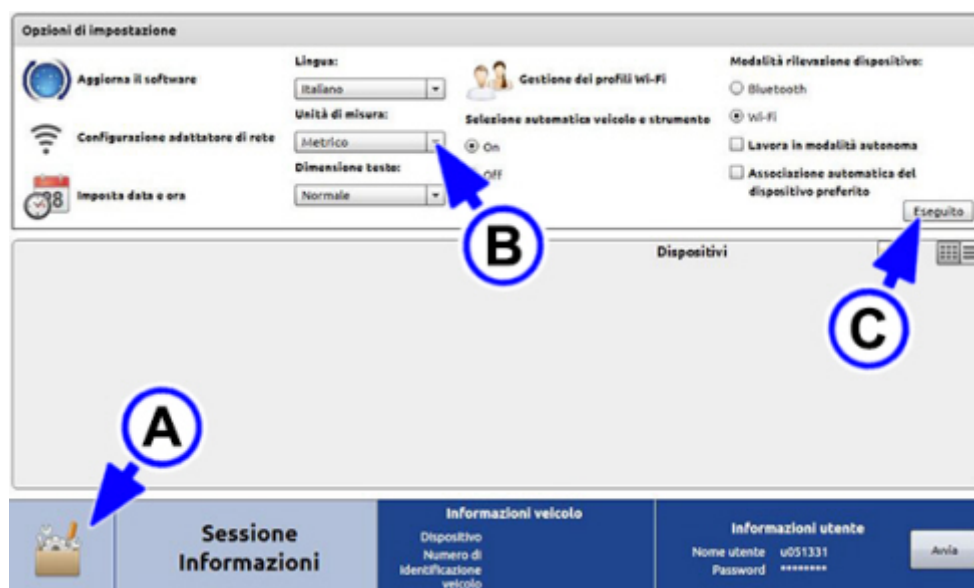 Opzioni di impostazione
Aggiorna il software
Configurazione adattatore di rete
Imposta data e ora
Lingua:
Italiano
Unità di misura:
Metrico
Dimensione testo:
Normale
Gestione dei profili Wi-Fi
Selezione automatica veicolo e strumento
On
Off
Modalità rilevazione dispositivo:
Bluetooth
Wi-Fi
Lavora in modalità autonoma
Associazione automatica del
dispositivo preferito
Eseguito
B
Dispositivi
C
A
Sessione
Informazioni
Informazioni veicolo
Dispositivo
Numero di
identificazione
veicolo
Informazioni utente
Nome utente u051331
Password ********
Avvia